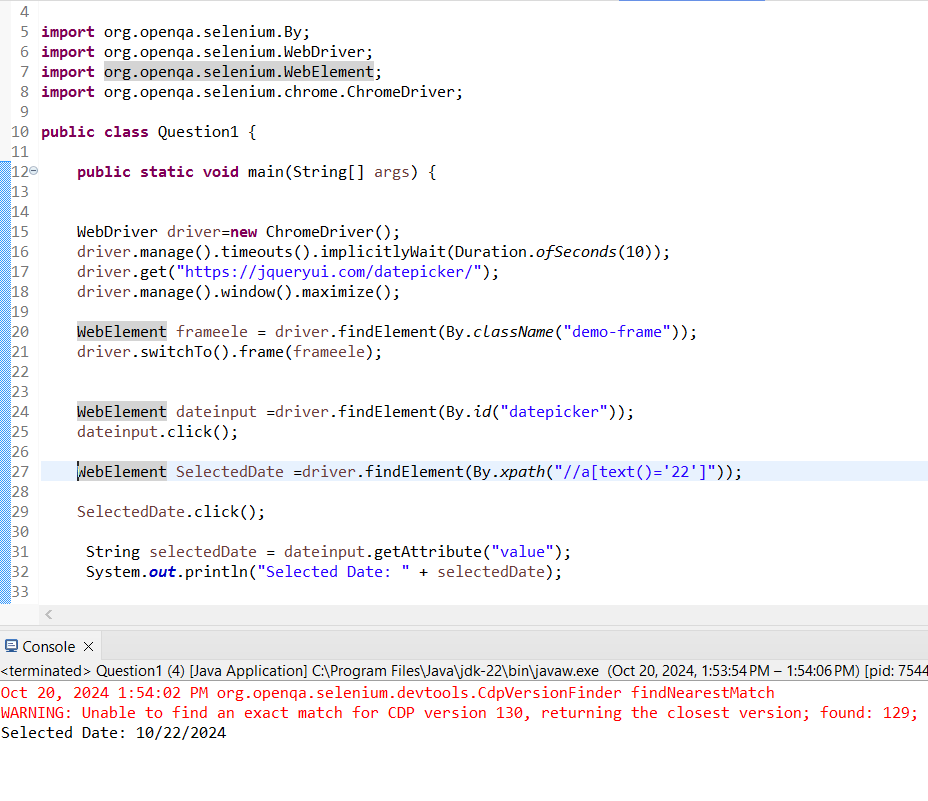 4
5 import org.openqa.selenium.By;
6 import org.openqa.selenium.WebDriver;
7 import org.openqa.selenium.WebElement;
8 import org.openqa.selenium.chrome.ChromeDriver;
9
10 public class Question1 {
11
12 public static void main(String[] args) {
13
14
15 WebDriver driver=new ChromeDriver();
16 driver.manage().timeouts().implicitlyWait(Duration.ofSeconds(10));
17 driver.get("https://jqueryui.com/datepicker/");
18 driver.manage().window().maximize();
19
20 WebElement frameele = driver.findElement(By.className("demo-frame"));
21 driver.switchTo().frame(frameele);
22
23
24 WebElement dateinput =driver.findElement(By.id("datepicker"));
25 dateinput.click();
26
27 WebElement SelectedDate =driver.findElement(By.xpath("//a[text()='22']"));
28
29 SelectedDate.click();
30
31 String selectedDate = dateinput.getAttribute("value");
32 System.out.println("Selected Date: " + selectedDate);
33
Console
<terminated> Question1 (4) [Java Application] C:\Program Files\Java\jdk-22\bin\javaw.exe (Oct 20, 2024, 1:53:54 PM – 1:54:06 PM) [pid: 7544
Oct 20, 2024 1:54:02 PM org.openqa.selenium.devtools.CdpVersionFinder findNearestMatch
WARNING: Unable to find an exact match for CDP version 130, returning the closest version; found: 129;
Selected Date: 10/22/2024